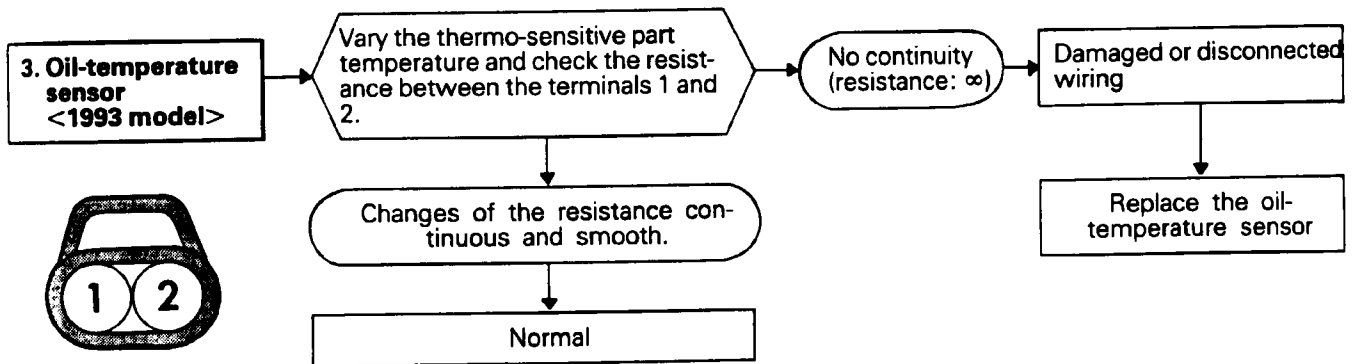 3. Oil-temperature
sensor
<1993 model>
Vary the thermo-sensitive part
temperature and check the resist-
ance between the terminals 1 and
2.
No continuity
(resistance: ∞)
Damaged or disconnected
wiring
Changes of the resistance con-
tinuous and smooth.
Replace the oil-
temperature sensor
Normal
1 2